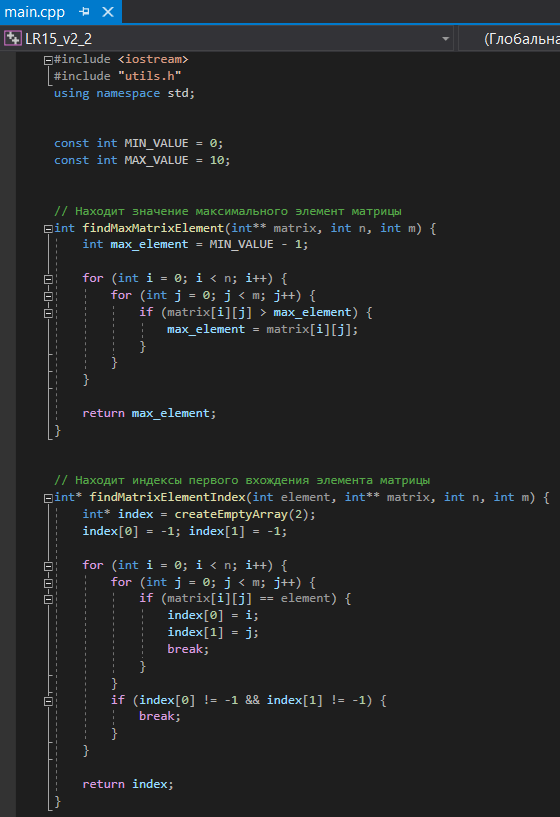 main.cpp
LR15_v2_2 (Глобальна
#include <iostream>
#include "utils.h"
using namespace std;
const int MIN_VALUE = 0;
const int MAX_VALUE = 10;
// Находит значение максимального элемент матрицы
int findMaxMatrixElement(int** matrix, int n, int m) {
    int max_element = MIN_VALUE - 1;
    for (int i = 0; i < n; i++) {
        for (int j = 0; j < m; j++) {
            if (matrix[i][j] > max_element) {
                max_element = matrix[i][j];
            }
        }
    }
    return max_element;
}
// Находит индексы первого вхождения элемента матрицы
int* findMatrixElementIndex(int element, int** matrix, int n, int m) {
    int* index = createEmptyArray(2);
    index[0] = -1; index[1] = -1;
    for (int i = 0; i < n; i++) {
        for (int j = 0; j < m; j++) {
            if (matrix[i][j] == element) {
                index[0] = i;
                index[1] = j;
                break;
            }
        }
        if (index[0] != -1 && index[1] != -1) {
            break;
        }
    }
    return index;
}